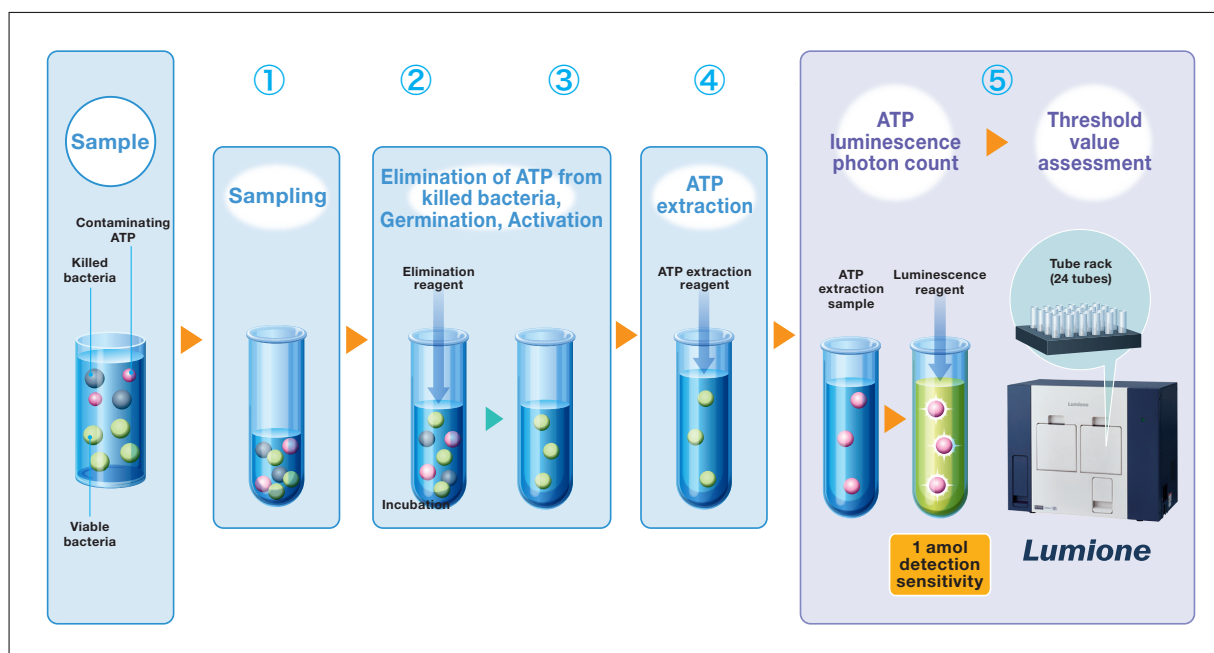 Sample
Contaminating
ATP
Killed
bacteria
Viable
bacteria
①
Sampling
②
③
Elimination of ATP from
killed bacteria,
Germination, Activation
Elimination
reagent
Incubation
④
ATP
extraction
ATP extraction
reagent
⑤
ATP
luminescence
photon count
Threshold
value
assessment
ATP
extraction
sample
Luminescence
reagent
1 amol
detection
sensitivity
Tube rack
(24 tubes)
Lumione
Lumione